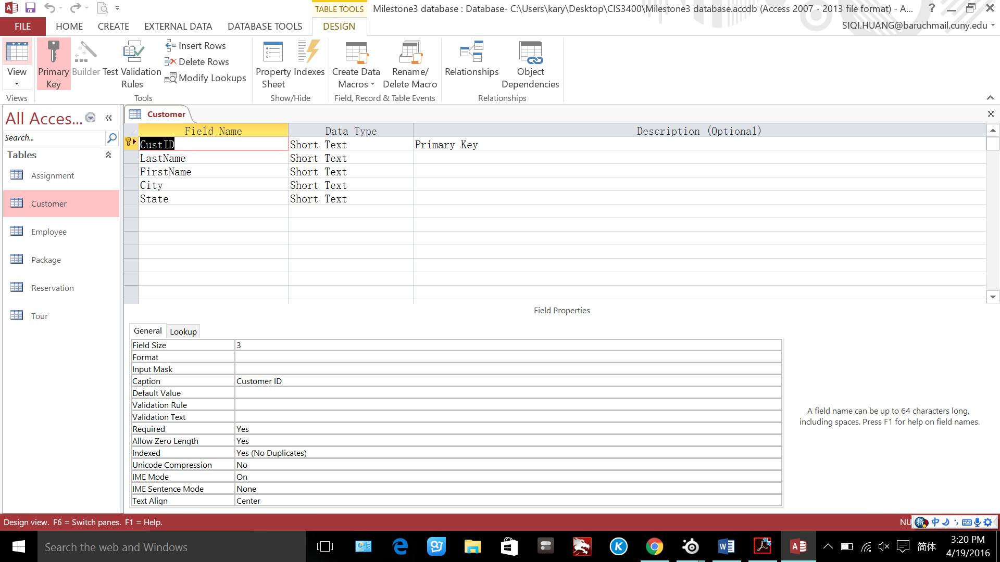 TABLE TOOLS
Milestone3 database : Database- C:\Users\kary\Desktop\CIS3400\Milestone3 database.accdb (Access 2007 - 2013 file format) - A...
?
FILE HOME CREATE EXTERNAL DATA DATABASE TOOLS DESIGN
SIQI.HUANG@baruchmail.cuny.edu
View
Primary Key
Builder
Test Validation Rules
Insert Rows
Delete Rows
Modify Lookups
Property Sheet
Indexes
Create Data Macros
Rename/ Delete Macro
Relationships
Object Dependencies
Views
Tools
Show/Hide
Field, Record & Table Events
Relationships
All Acces...
Search...
Tables
Assignment
Customer
Employee
Package
Reservation
Tour
Customer
Field Name Data Type Description (Optional)
CustID Short Text Primary Key
LastName Short Text
FirstName Short Text
City Short Text
State Short Text
Field Properties
General Lookup
Field Size 3
Format
Input Mask
Caption Customer ID
Default Value
Validation Rule
Validation Text
Required Yes
Allow Zero Length Yes
Indexed Yes (No Duplicates)
Unicode Compression No
IME Mode On
IME Sentence Mode None
Text Align Center
A field name can be up to 64 characters long,
including spaces. Press F1 for help on field names.
Design view. F6 = Switch panes. F1 = Help.
NU
中
Search the web and Windows
简体
3:20 PM
4/19/2016